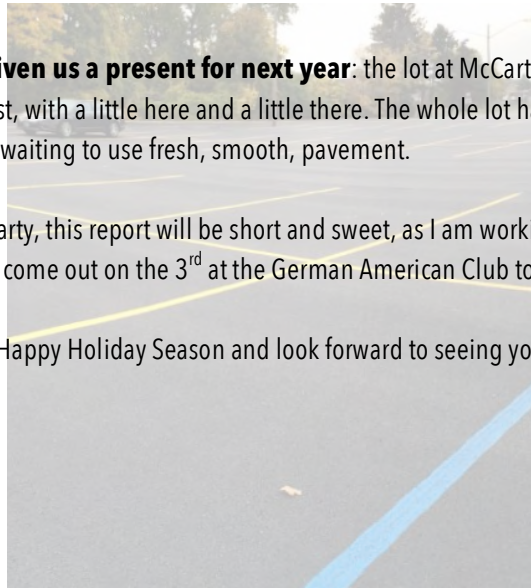 iven us a present for next year: the lot at McCart
st, with a little here and a little there. The whole lot h
waiting to use fresh, smooth, pavement.
arty, this report will be short and sweet, as I am work
come out on the 3rd at the German American Club to
Happy Holiday Season and look forward to seeing yo